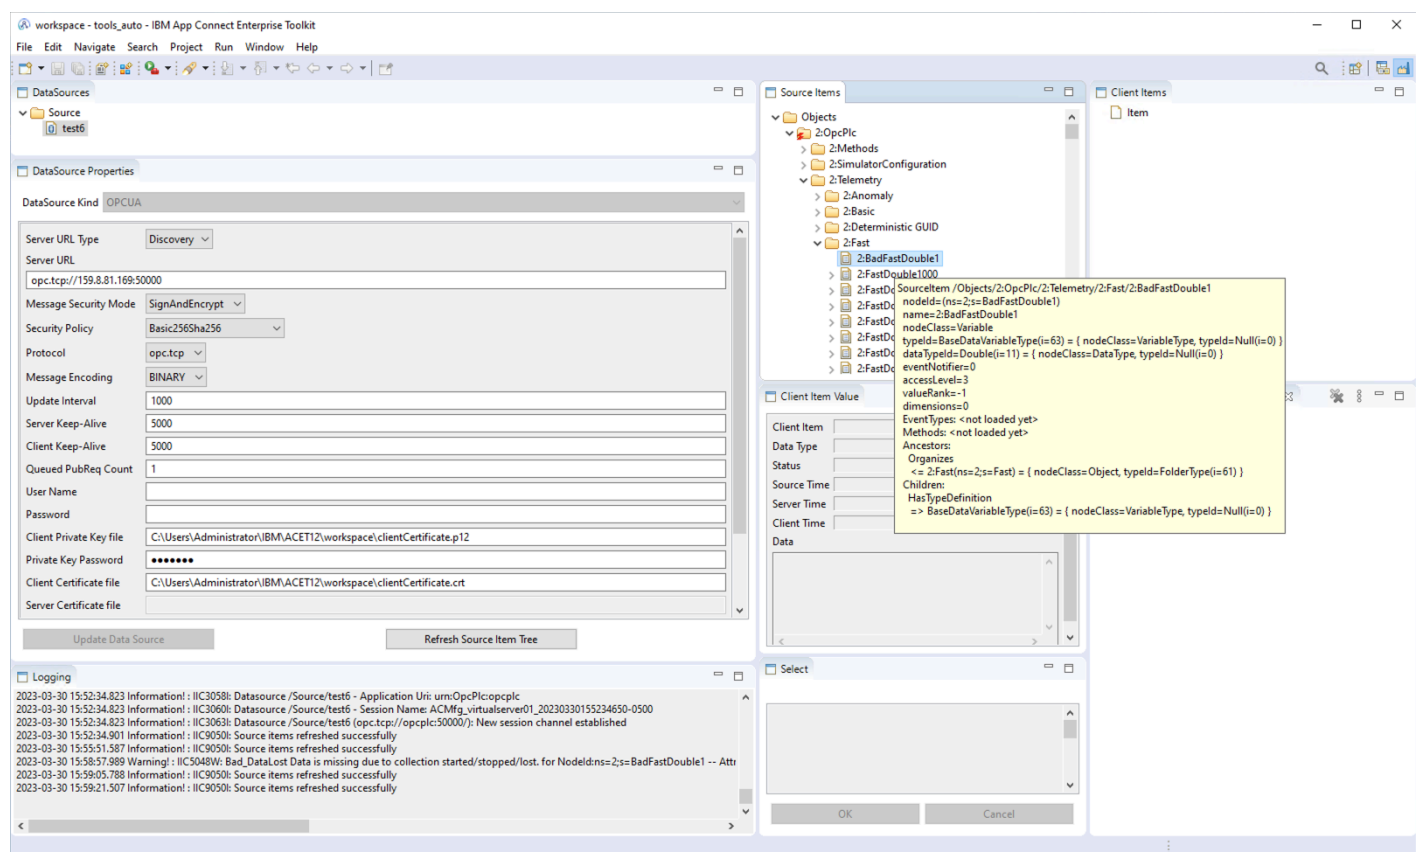 workspace - tools_auto - IBM App Connect Enterprise Toolkit
File Edit Navigate Search Project Run Window Help
DataSources
Source
test6
DataSource Properties
DataSource Kind OPCUA
Server URL Type Discovery
Server URL
opc.tcp://159.8.81.169:50000
Message Security Mode SignAndEncrypt
Security Policy Basic256Sha256
Protocol opc.tcp
Message Encoding BINARY
Update Interval 1000
Server Keep-Alive 5000
Client Keep-Alive 5000
Queued PubReq Count 1
User Name
Password
Client Private Key file C:\Users\Administrator\IBM\ACET12\workspace\clientCertificate.p12
Private Key Password •••••••
Client Certificate file C:\Users\Administrator\IBM\ACET12\workspace\clientCertificate.crt
Server Certificate file
Update Data Source Refresh Source Item Tree
Logging
2023-03-30 15:52:34.823 Information! : IIC3058I: Datasource /Source/test6 - Application Uri: urn:OpcPlc:opcplc
2023-03-30 15:52:34.823 Information! : IIC3060I: Datasource /Source/test6 - Session Name: ACMfg_virtualserver01_20230330155234650-0500
2023-03-30 15:52:34.823 Information! : IIC3063I: Datasource /Source/test6 (opc.tcp://opcplc:50000/): New session channel established
2023-03-30 15:52:34.901 Information! : IIC9050I: Source items refreshed successfully
2023-03-30 15:55:51.587 Information! : IIC9050I: Source items refreshed successfully
2023-03-30 15:58:57.989 Warning! : IIC5048W: Bad_DataLost Data is missing due to collection started/stopped/lost. for NodeId:ns=2;s=BadFastDouble1 -- Attr
2023-03-30 15:59:05.788 Information! : IIC9050I: Source items refreshed successfully
2023-03-30 15:59:21.507 Information! : IIC9050I: Source items refreshed successfully
Source Items
Objects
2:OpcPlc
2:Methods
2:SimulatorConfiguration
2:Telemetry
2:Anomaly
2:Basic
2:Deterministic GUID
2:Fast
2:BadFastDouble1
2:FastDouble1000
2:FastDo
2:FastDo
2:FastDo
2:FastDo
2:FastDo
2:FastDo
SourceItem /Objects/2:OpcPlc/2:Telemetry/2:Fast/2:BadFastDouble1
nodeId=(ns=2;s=BadFastDouble1)
name=2:BadFastDouble1
nodeClass=Variable
typeId=BaseDataVariableType(i=63) = { nodeClass=VariableType, typeId=Null(i=0) }
dataTypeId=Double(i=11) = { nodeClass=DataType, typeId=Null(i=0) }
eventNotifier=0
accessLevel=3
valueRank=-1
dimensions=0
EventTypes: <not loaded yet>
Methods: <not loaded yet>
Ancestors:
Organizes
<= 2:Fast(ns=2;s=Fast) = { nodeClass=Object, typeId=FolderType(i=61) }
Children:
HasTypeDefinition
=> BaseDataVariableType(i=63) = { nodeClass=VariableType, typeId=Null(i=0) }
Client Item Value
Client Item
Data Type
Status
Source Time
Server Time
Client Time
Data
Select
OK Cancel
Client Items
Item